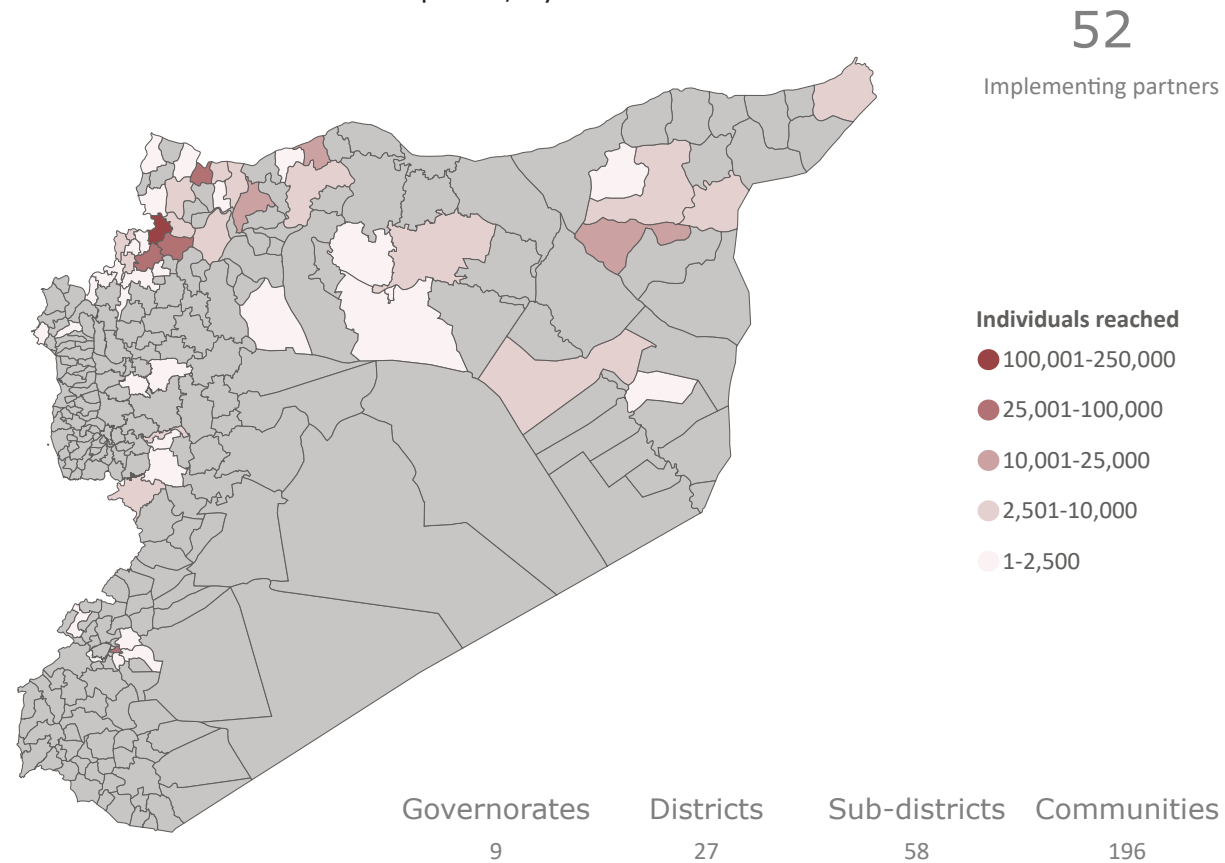 52
Implementing partners
Individuals reached
100,001-250,000
25,001-100,000
10,001-25,000
2,501-10,000
1-2,500
Governorates Districts Sub-districts Communities
9 27 58 196